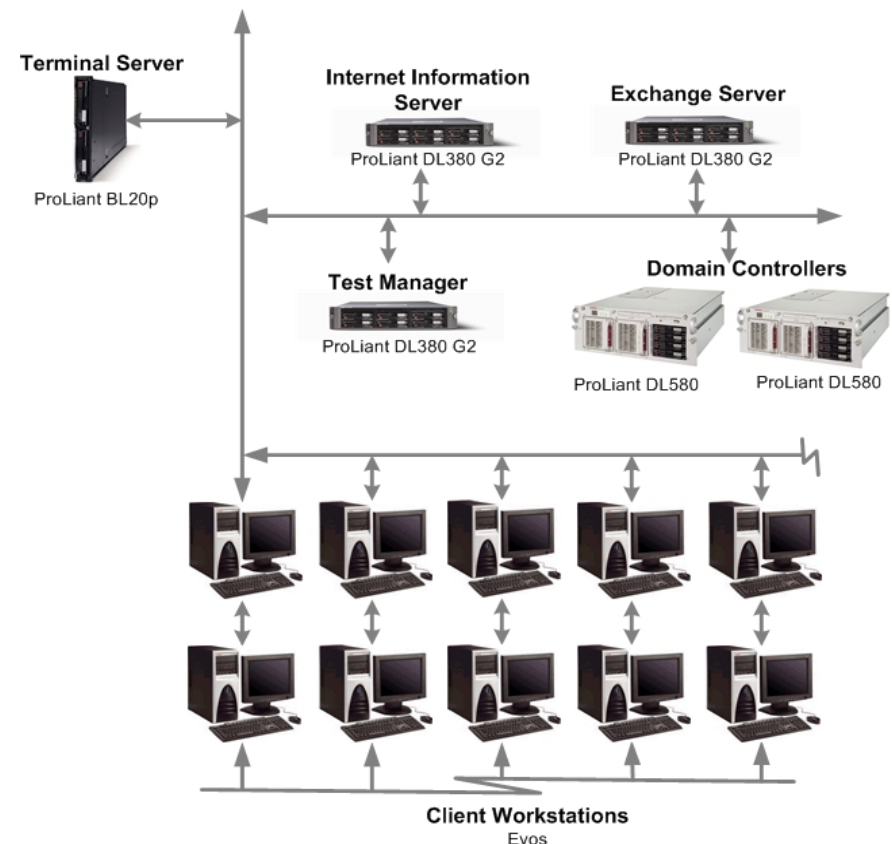 Terminal Server
ProLiant BL20p
Internet Information
Server
ProLiant DL380 G2
Exchange Server
ProLiant DL380 G2
Test Manager
ProLiant DL380 G2
Domain Controllers
ProLiant DL580
ProLiant DL580
Client Workstations
Evos